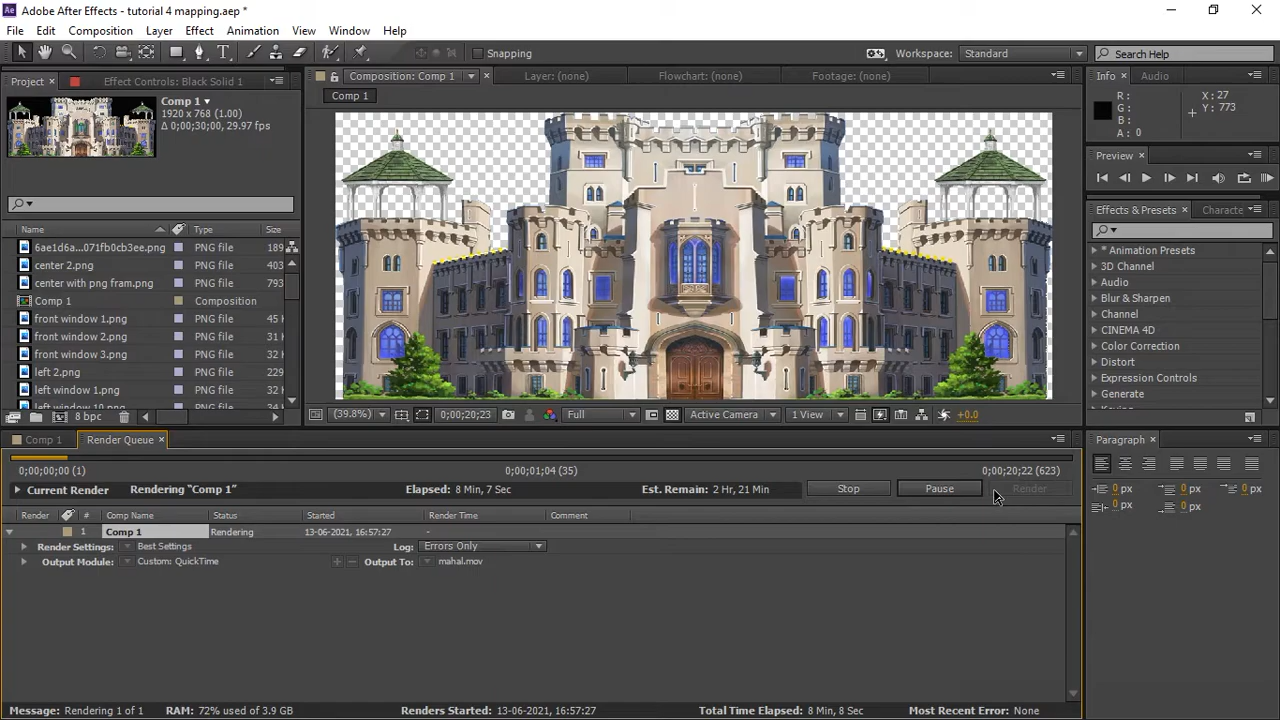 Ae Adobe After Effects - tutorial 4 mapping.aep *
File Edit Composition Layer Effect Animation View Window Help
Snapping Workspace: Standard Search Help
Project Effect Controls: Black Solid 1 Composition: Comp 1 Layer: (none) Flowchart: (none) Footage: (none) Info Audio
Comp 1
1920 x 768 (1.00)
Δ 0;00;30;00, 29.97 fps
Comp 1
R: X: 27
G: Y: 773
B:
A: 0
Preview
Effects & Presets Characte
Name Type Size
6ae1d6a...071fb0cb3ee.png PNG file 189
center 2.png PNG file 403
center with png fram.png PNG file 793
Comp 1 Composition
front window 1.png PNG file 45 K
front window 2.png PNG file 31 K
front window 3.png PNG file 32 K
left 2.png PNG file 229
left window 1.png PNG file 32 K
left window 10.png PNG file 34 K
* Animation Presets
3D Channel
Audio
Blur & Sharpen
Channel
CINEMA 4D
Color Correction
Distort
Expression Controls
Generate
Keying
8 bpc
(39.8%) 0;00;20;23 Full Active Camera 1 View +0.0
Comp 1 Render Queue Paragraph
0;00;00;00 (1) 0;00;01;04 (35) 0;00;20;22 (623)
Current Render Rendering "Comp 1" Elapsed: 8 Min, 7 Sec Est. Remain: 2 Hr, 21 Min Stop Pause Render
0 px 0 px 0 px
0 px 0 px
Render # Comp Name Status Started Render Time Comment
1 Comp 1 Rendering 13-06-2021, 16:57:27 -
Render Settings: Best Settings Log: Errors Only
Output Module: Custom: QuickTime Output To: mahal.mov
Message: Rendering 1 of 1 RAM: 72% used of 3.9 GB Renders Started: 13-06-2021, 16:57:27 Total Time Elapsed: 8 Min, 8 Sec Most Recent Error: None